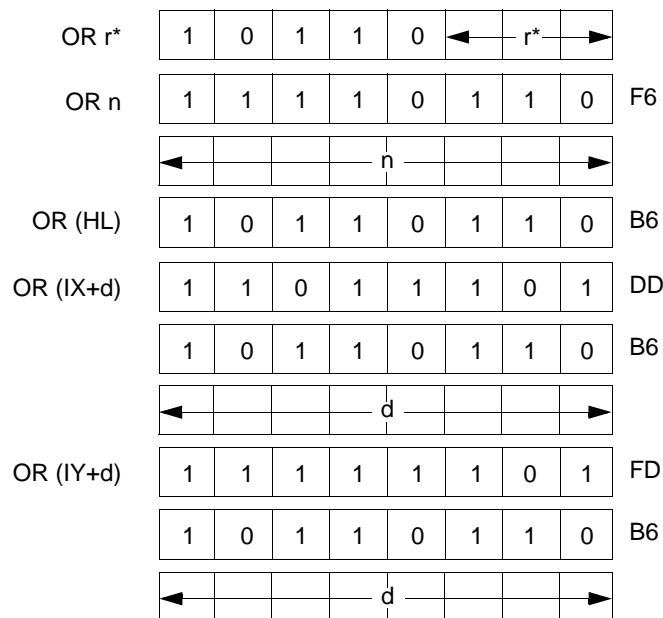 OR r* 1 0 1 1 0 r*
OR n 1 1 1 1 0 1 1 0 F6
n
OR (HL) 1 0 1 1 0 1 1 0 B6
OR (IX+d) 1 1 0 1 1 1 0 1 DD
1 0 1 1 0 1 1 0 B6
d
OR (IY+d) 1 1 1 1 1 1 0 1 FD
1 0 1 1 0 1 1 0 B6
d